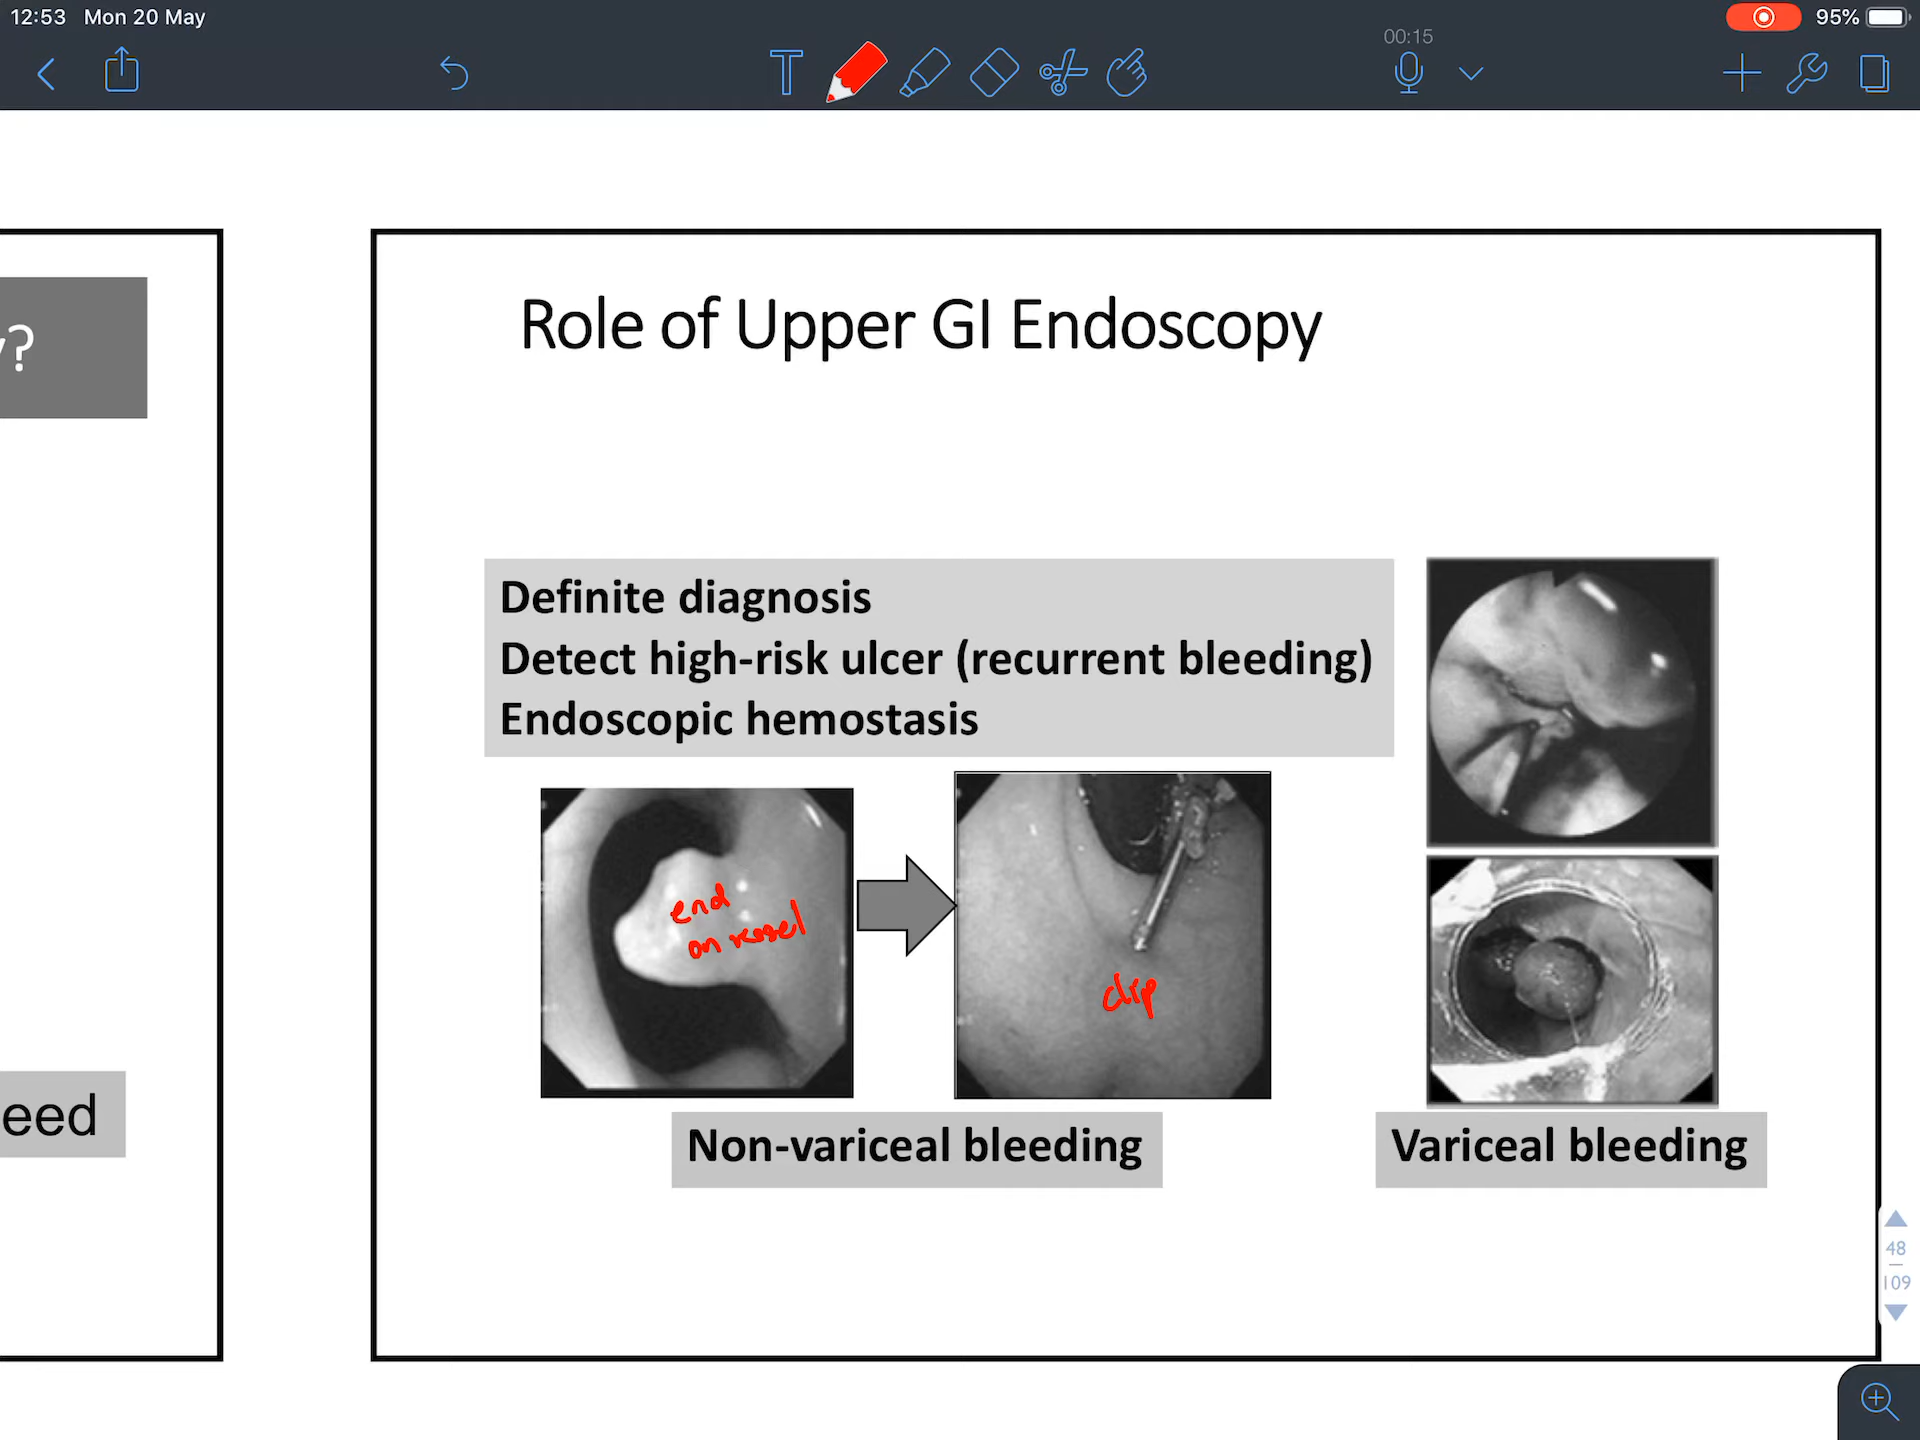 12:53 Mon 20 May
95%
00:15
T
y?
eed
Role of Upper GI Endoscopy
Definite diagnosis
Detect high-risk ulcer (recurrent bleeding)
Endoscopic hemostasis
end
on vessel
clip
Non-variceal bleeding
Variceal bleeding
48
109